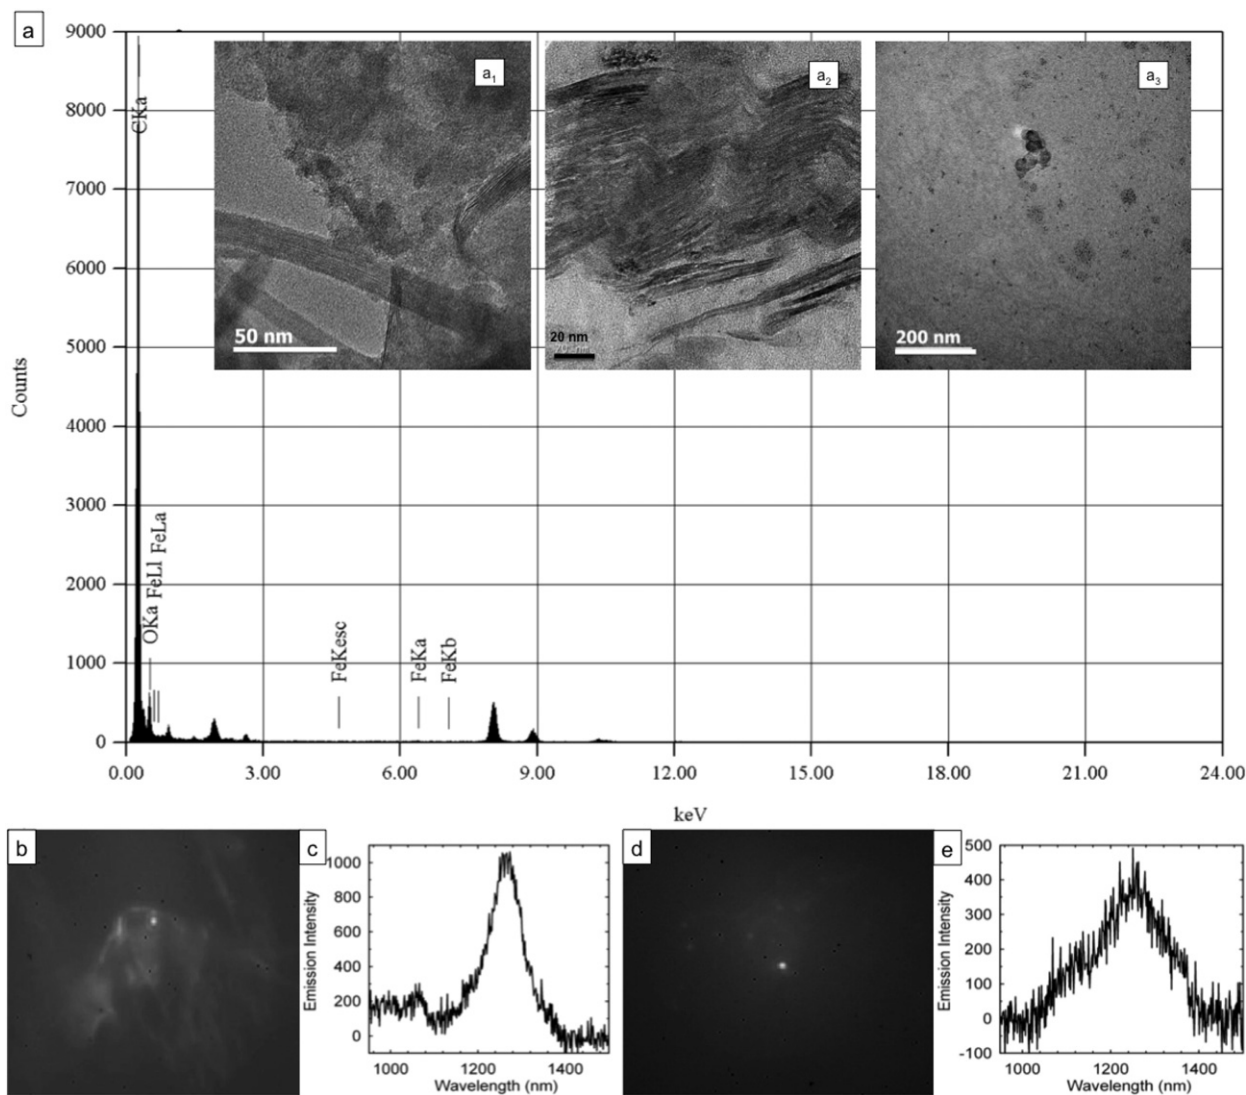 a
9000
8000
7000
6000
5000
4000
3000
2000
1000
0
Counts
CKa
OKa
FeLl
FeLa
FeKesc
FeKa
FeKb
a1
50 nm
a2
20 nm
a3
200 nm
0.00 3.00 6.00 9.00 12.00 15.00 18.00 21.00 24.00
keV
b
c
1000
800
600
400
200
0
Emission Intensity
1000 1200 1400
Wavelength (nm)
d
e
500
400
300
200
100
0
-100
Emission Intensity
1000 1200 1400
Wavelength (nm)